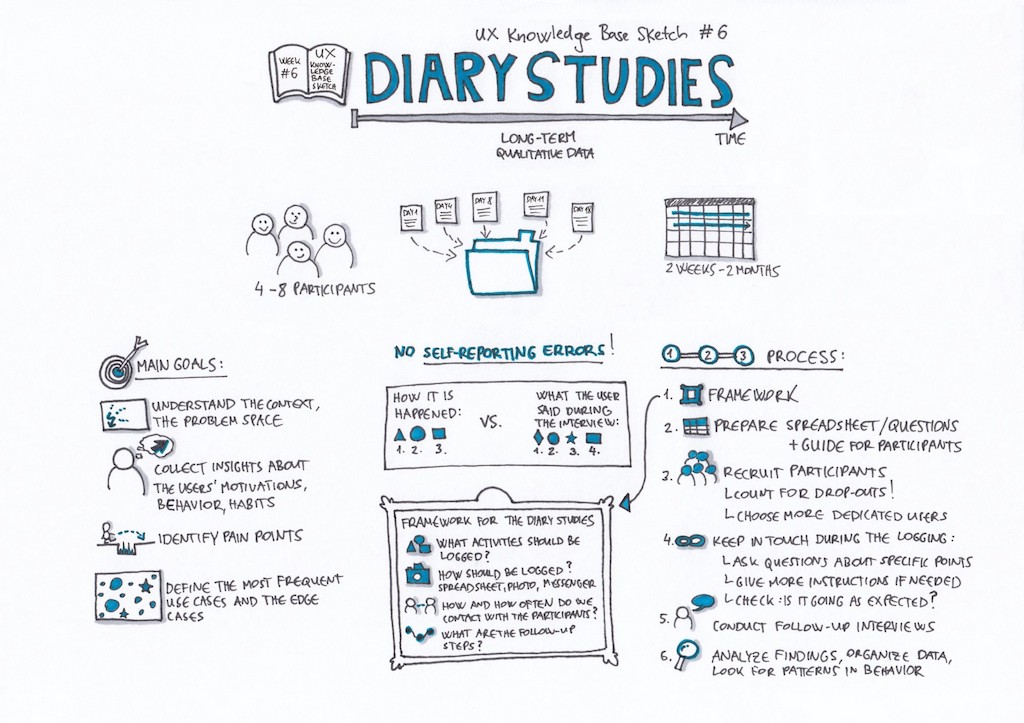 UX Knowledge Base Sketch #6
WEEK
#6
UX
KNOW-
LEDGE
BASE
SKETCH
DIARY STUDIES
LONG-TERM
QUALITATIVE DATA
TIME
DAY 1
DAY 4
DAY 8
DAY 11
4-8 PARTICIPANTS
2 WEEKS-2 MONTHS
MAIN GOALS:
UNDERSTAND THE CONTEXT,
THE PROBLEM SPACE
COLLECT INSIGHTS ABOUT
THE USERS' MOTIVATIONS,
BEHAVIOR, HABITS
IDENTIFY PAIN POINTS
DEFINE THE MOST FREQUENT
USE CASES AND THE EDGE
CASES
NO SELF-REPORTING ERRORS!
HOW IT IS
HAPPENED:
1. 2. 3.
VS.
WHAT THE USER
SAID DURING
THE INTERVIEW:
1. 2. 3. 4.
FRAMEWORK FOR THE DIARY STUDIES
WHAT ACTIVITIES SHOULD BE
LOGGED?
HOW SHOULD BE LOGGED?
SPREADSHEET, PHOTO, MESSENGER
HOW AND HOW OFTEN DO WE
CONTACT WITH THE PARTICIPANTS?
WHAT ARE THE FOLLOW-UP
STEPS?
1 2 3 PROCESS:
1. FRAMEWORK
2. PREPARE SPREADSHEET/QUESTIONS
+ GUIDE FOR PARTICIPANTS
3. RECRUIT PARTICIPANTS
COUNT FOR DROP-OUTS!
CHOOSE MORE DEDICATED USERS
4. KEEP IN TOUCH DURING THE LOGGING:
ASK QUESTIONS ABOUT SPECIFIC POINTS
GIVE MORE INSTRUCTIONS IF NEEDED
CHECK: IS IT GOING AS EXPECTED?
5. CONDUCT FOLLOW-UP INTERVIEWS
6. ANALYZE FINDINGS, ORGANIZE DATA,
LOOK FOR PATTERNS IN BEHAVIOR